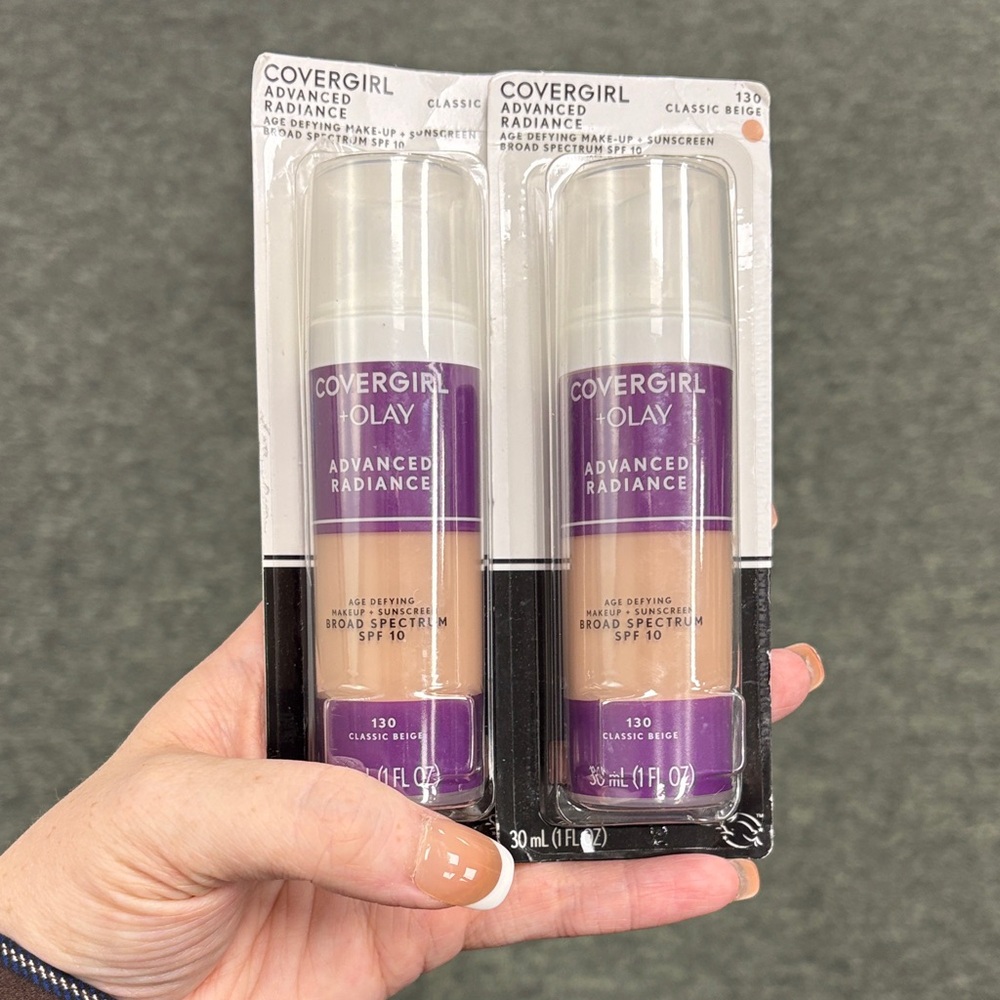 COVERGIRL
ADVANCED
RADIANCE
CLASSIC
AGE DEFYING MAKE-UP + SUNSCREEN
BROAD SPECTRUM SPF 10
COVERGIRL
+OLAY
ADVANCED
RADIANCE
AGE DEFYING
MAKEUP + SUNSCREEN
BROAD SPECTRUM
SPF 10
130
CLASSIC BEIGE
(1 FL OZ)
COVERGIRL
ADVANCED
RADIANCE
130
CLASSIC BEIGE
AGE DEFYING MAKE-UP + SUNSCREEN
BROAD SPECTRUM SPF 10
COVERGIRL
+OLAY
ADVANCED
RADIANCE
AGE DEFYING
MAKEUP + SUNSCREEN
BROAD SPECTRUM
SPF 10
130
CLASSIC BEIGE
30 mL (1 FL OZ)
30 mL (1 FL OZ)